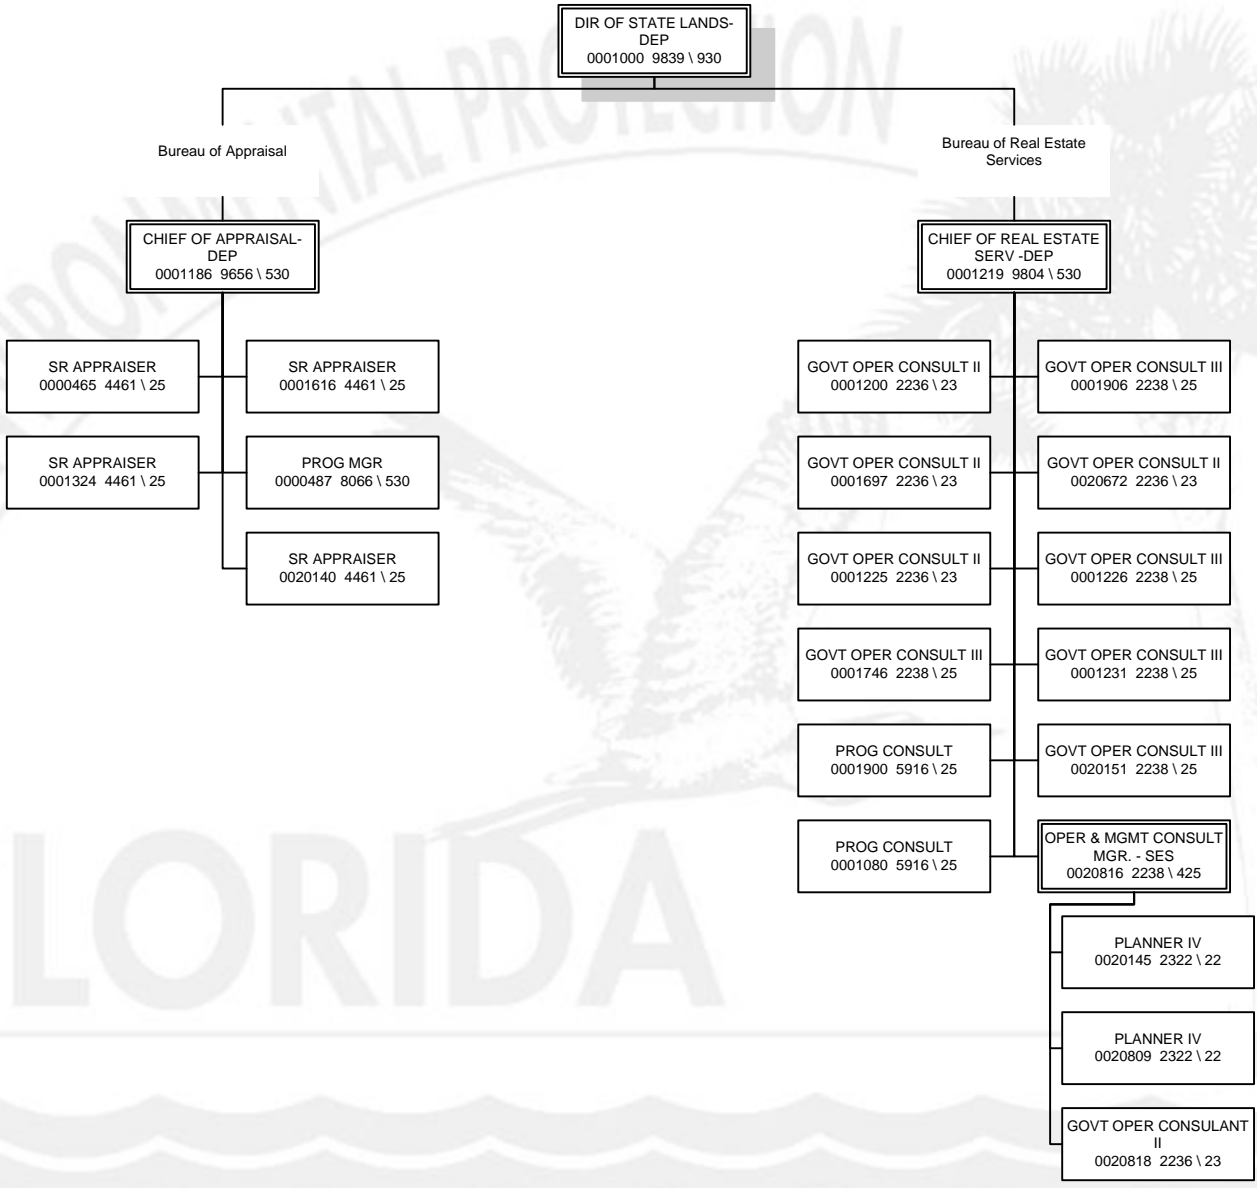 DIR OF STATE LANDS-
DEP
0001000 9839 \ 930
Bureau of Appraisal
Bureau of Real Estate
Services
CHIEF OF APPRAISAL-
DEP
0001186 9656 \ 530
CHIEF OF REAL ESTATE
SERV -DEP
0001219 9804 \ 530
SR APPRAISER
0000465 4461 \ 25
SR APPRAISER
0001616 4461 \ 25
SR APPRAISER
0001324 4461 \ 25
PROG MGR
0000487 8066 \ 530
SR APPRAISER
0020140 4461 \ 25
GOVT OPER CONSULT II
0001200 2236 \ 23
GOVT OPER CONSULT III
0001906 2238 \ 25
GOVT OPER CONSULT II
0001697 2236 \ 23
GOVT OPER CONSULT II
0020672 2236 \ 23
GOVT OPER CONSULT II
0001225 2236 \ 23
GOVT OPER CONSULT III
0001226 2238 \ 25
GOVT OPER CONSULT III
0001746 2238 \ 25
GOVT OPER CONSULT III
0001231 2238 \ 25
PROG CONSULT
0001900 5916 \ 25
GOVT OPER CONSULT III
0020151 2238 \ 25
PROG CONSULT
0001080 5916 \ 25
OPER & MGMT CONSULT
MGR. - SES
0020816 2238 \ 425
PLANNER IV
0020145 2322 \ 22
PLANNER IV
0020809 2322 \ 22
GOVT OPER CONSULANT
II
0020818 2236 \ 23
PROTECTION
LORIDA